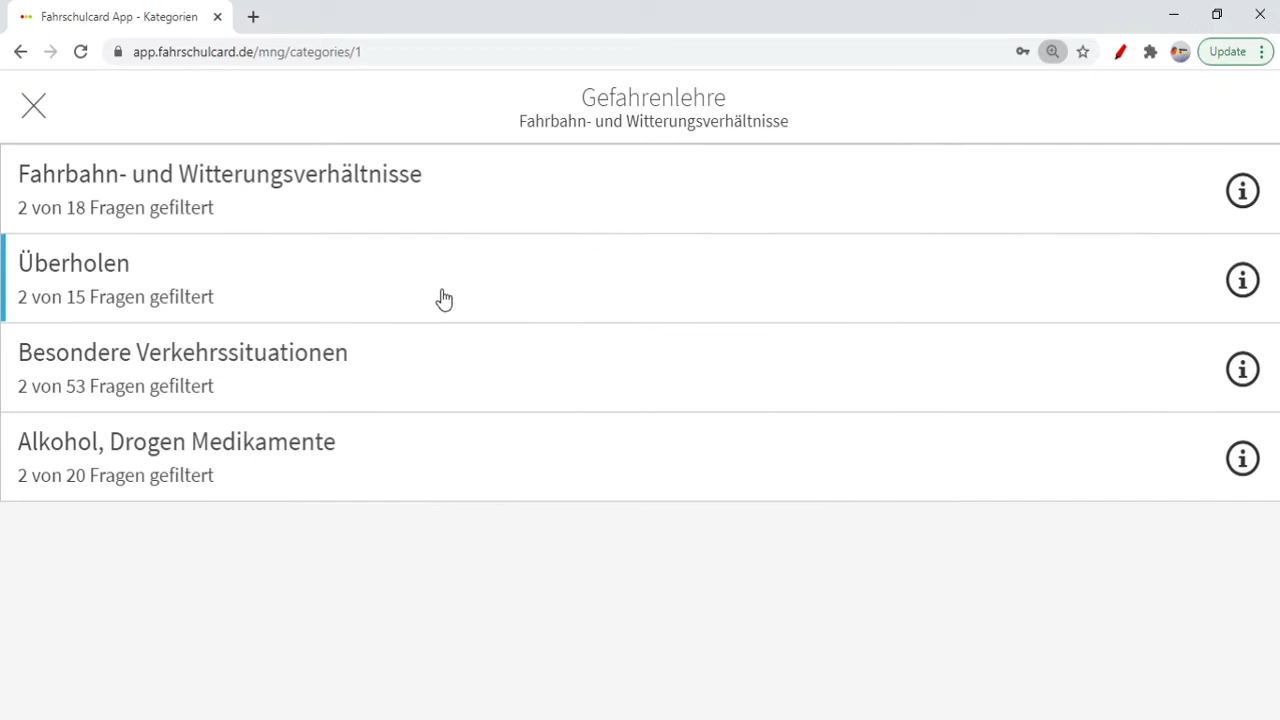 Fahrschulcard App - Kategorien
app.fahrschulcard.de/mng/categories/1
Update
Gefahrenlehre
Fahrbahn- und Witterungsverhältnisse
Fahrbahn- und Witterungsverhältnisse
2 von 18 Fragen gefiltert
Überholen
2 von 15 Fragen gefiltert
Besondere Verkehrssituationen
2 von 53 Fragen gefiltert
Alkohol, Drogen Medikamente
2 von 20 Fragen gefiltert